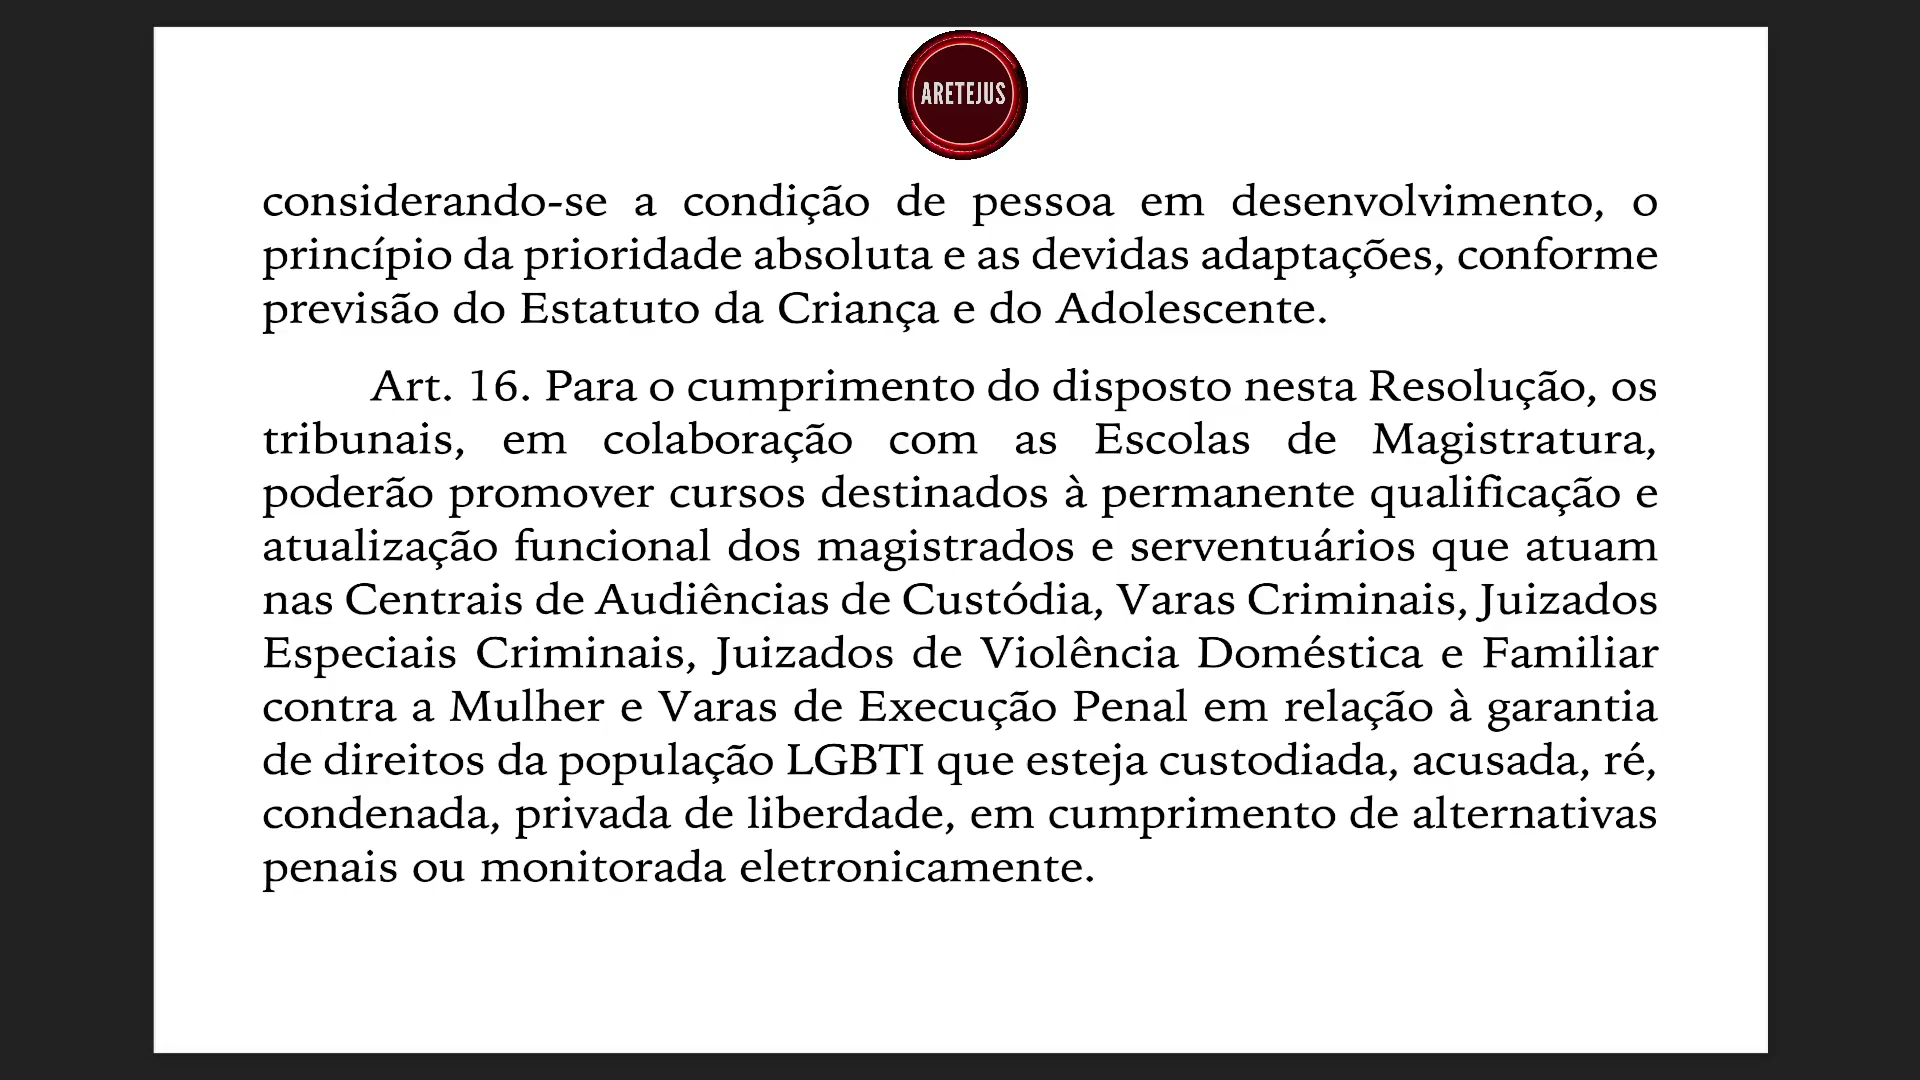 ARETEJUS
considerando-se a condição de pessoa em desenvolvimento, o
princípio da prioridade absoluta e as devidas adaptações, conforme
previsão do Estatuto da Criança e do Adolescente.
Art. 16. Para o cumprimento do disposto nesta Resolução, os
tribunais, em colaboração com as Escolas de Magistratura,
poderão promover cursos destinados à permanente qualificação e
atualização funcional dos magistrados e serventuários que atuam
nas Centrais de Audiências de Custódia, Varas Criminais, Juizados
Especiais Criminais, Juizados de Violência Doméstica e Familiar
contra a Mulher e Varas de Execução Penal em relação à garantia
de direitos da população LGBTI que esteja custodiada, acusada, ré,
condenada, privada de liberdade, em cumprimento de alternativas
penais ou monitorada eletronicamente.